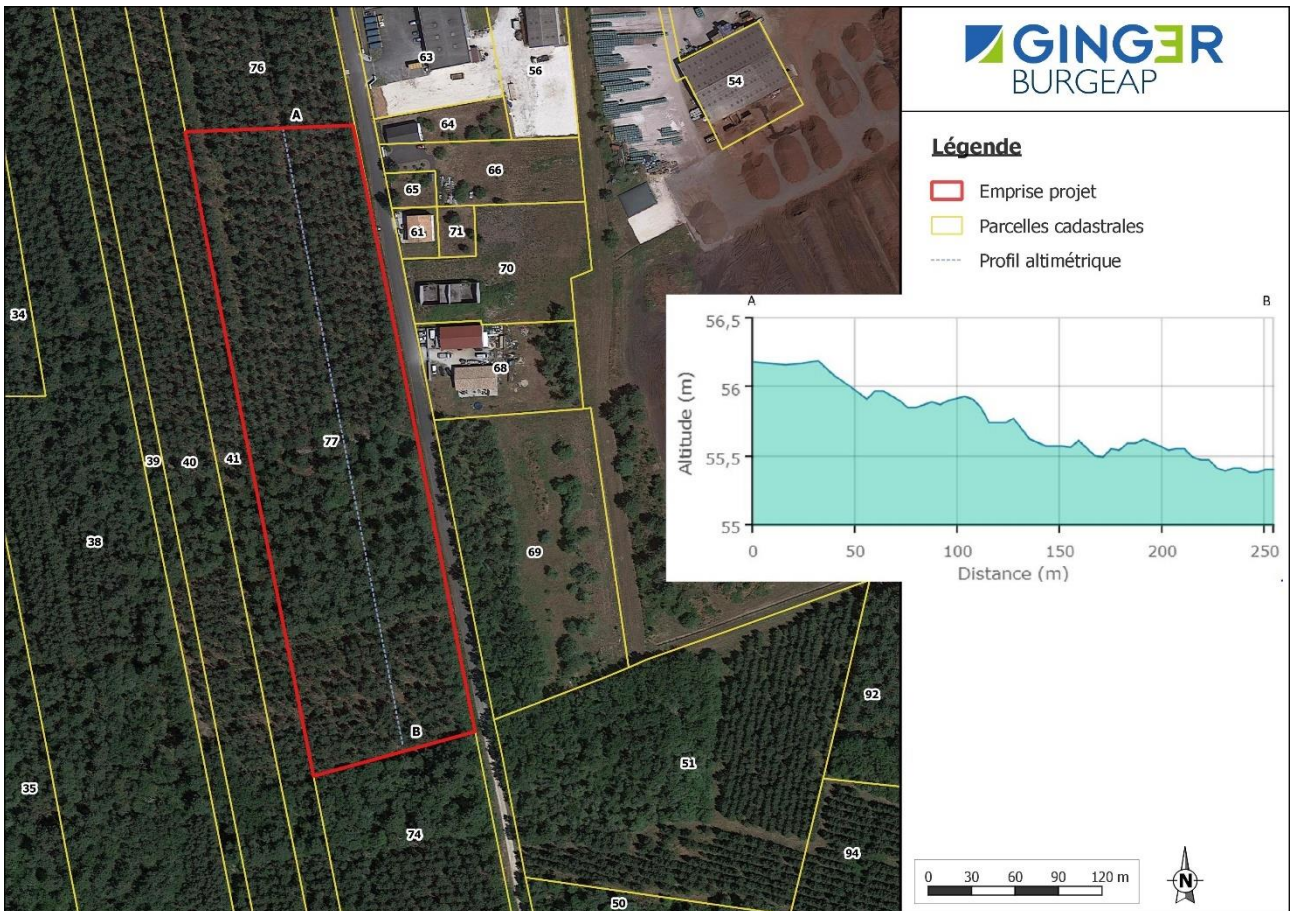 GINGER
BURGEAP
Légende
Emprise projet
Parcelles cadastrales
Profil altimétrique
76
A
63
56
54
64
66
65
61
71
70
34
68
39
40
41
77
38
69
92
B
51
35
74
94
50
A
B
56,5
56
55,5
55
Altitude (m)
0 50 100 150 200 250
Distance (m)
0 30 60 90 120 m
N